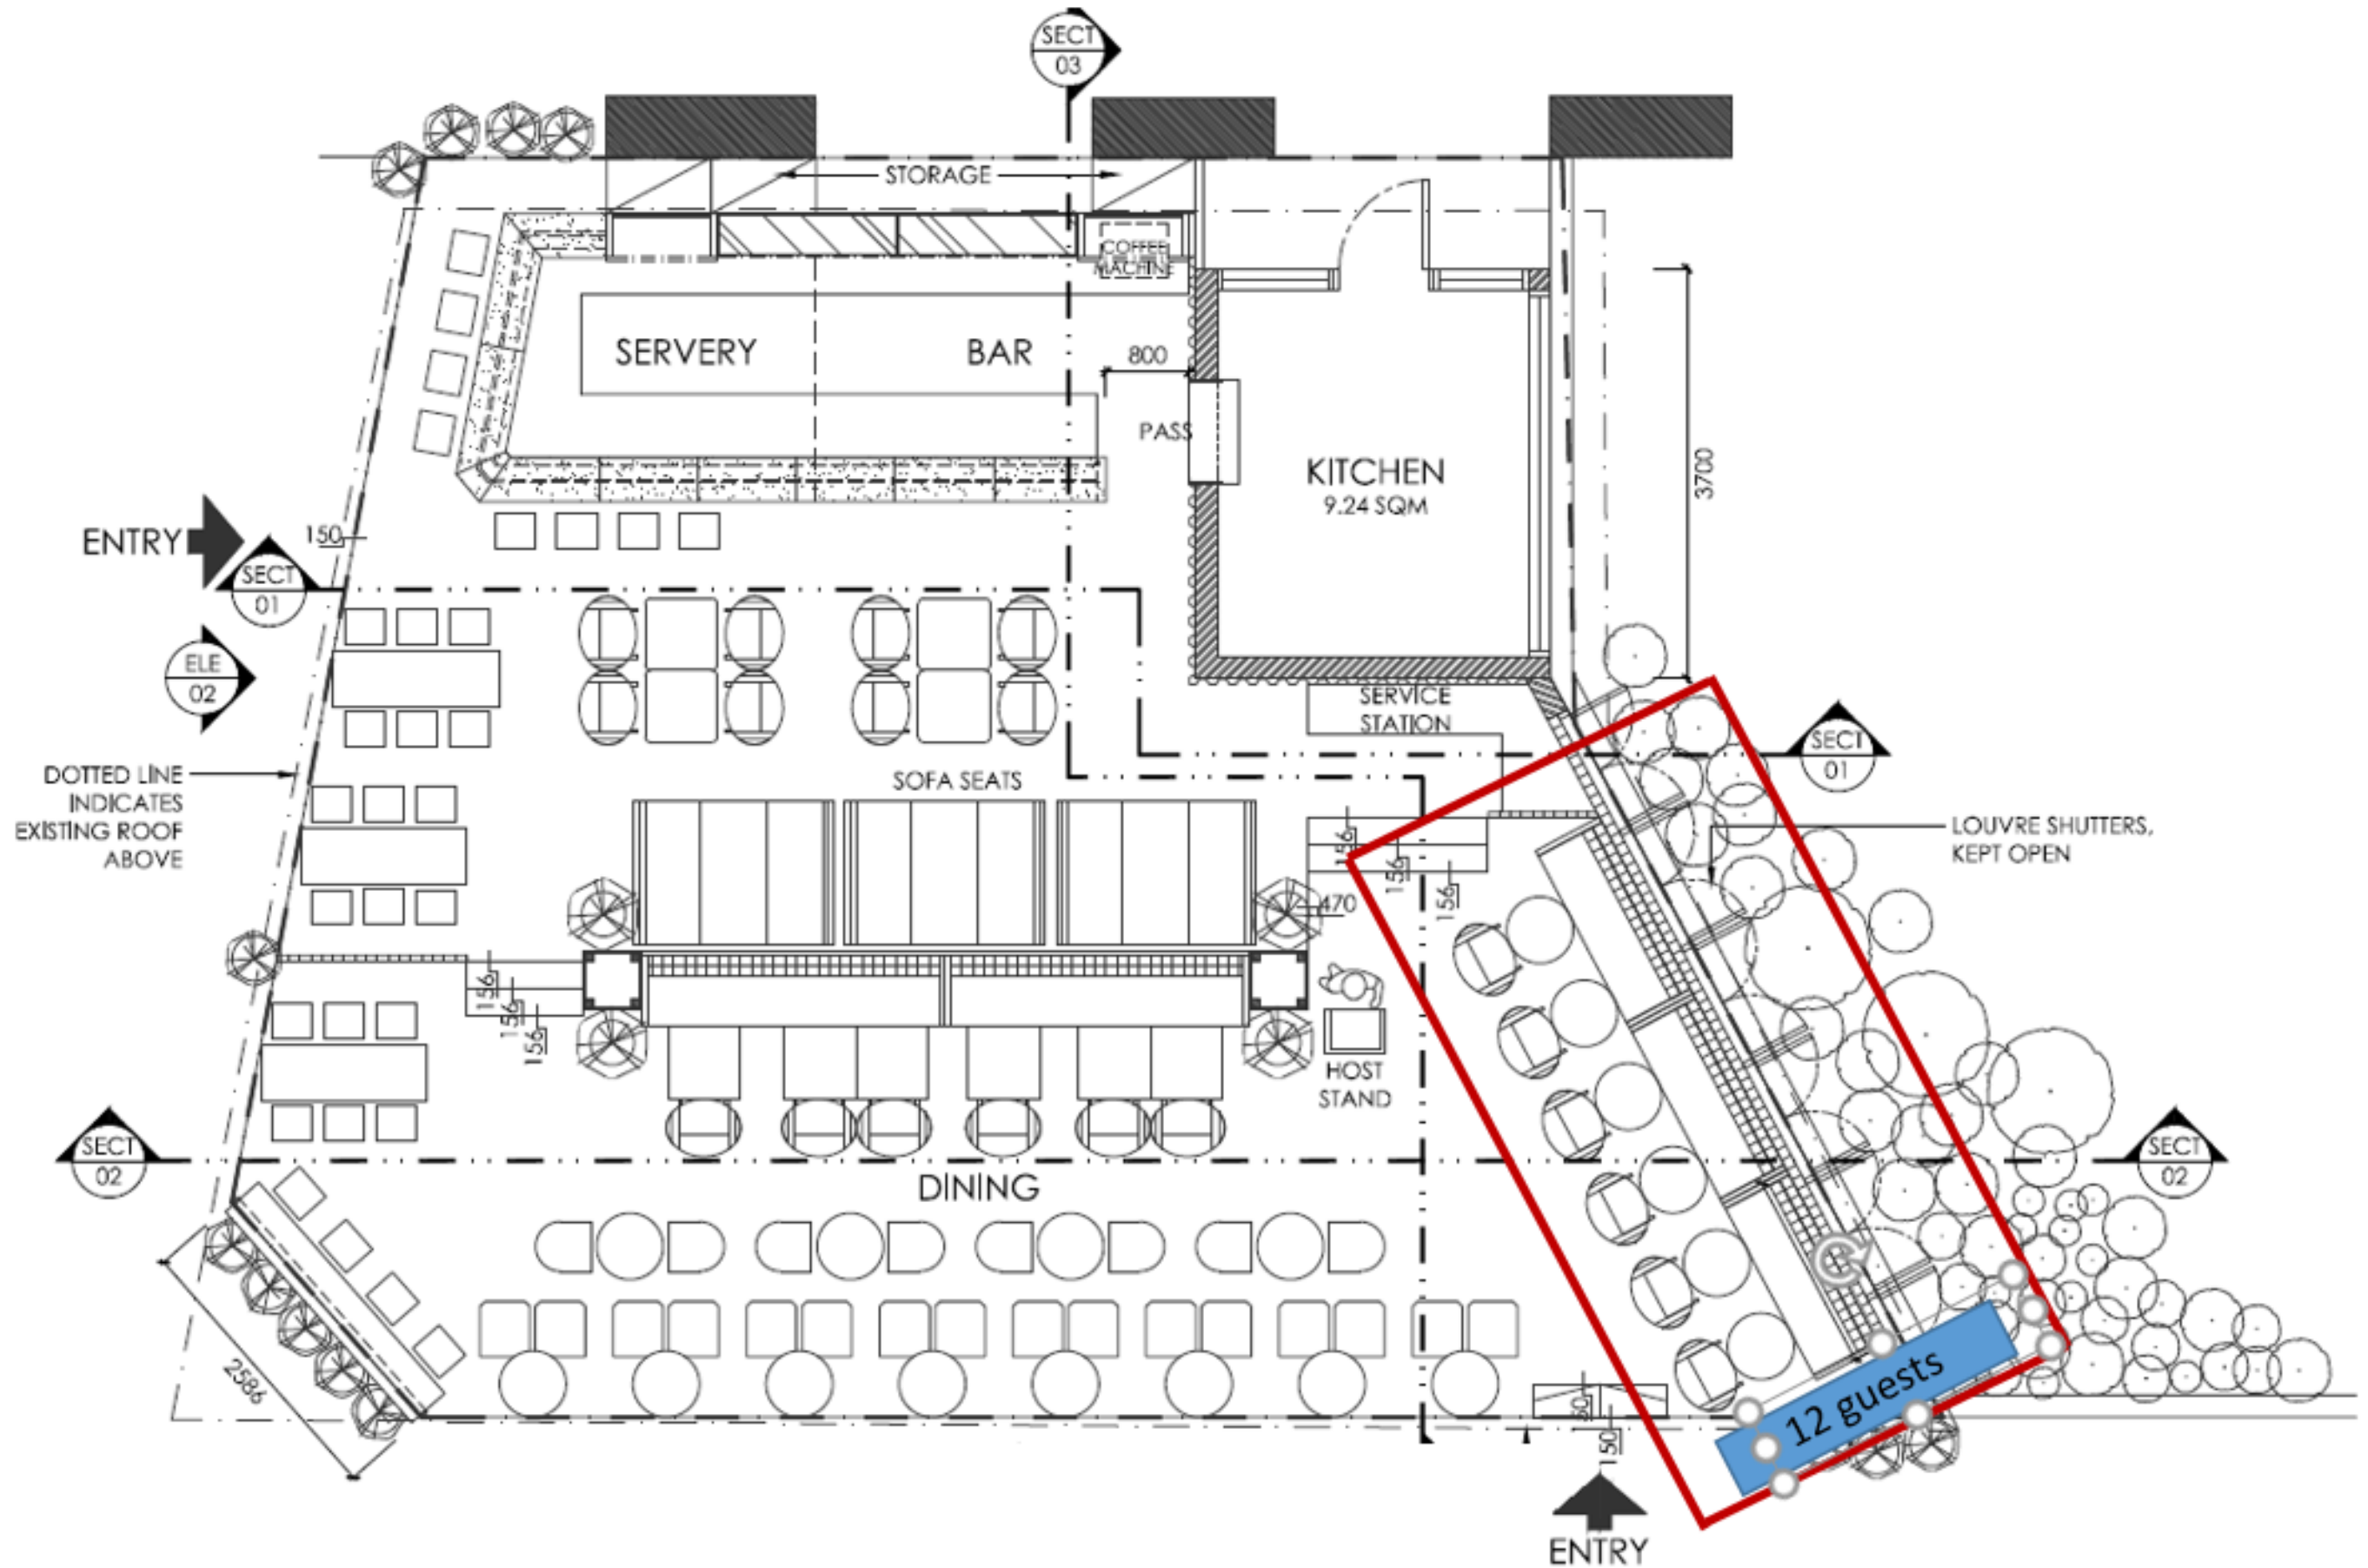 SECT
03
STORAGE
COFFEE
MACHINE
SERVERY
BAR
800
PASS
KITCHEN
9.24 SQM
3700
ENTRY
150
SECT
01
ELE
02
SERVICE
STATION
SECT
01
DOTTED LINE
INDICATES
EXISTING ROOF
ABOVE
SOFA SEATS
LOUVRE SHUTTERS,
KEPT OPEN
156
156
156
470
156
156
156
HOST
STAND
SECT
02
SECT
02
DINING
2586
12 guests
150
150
ENTRY